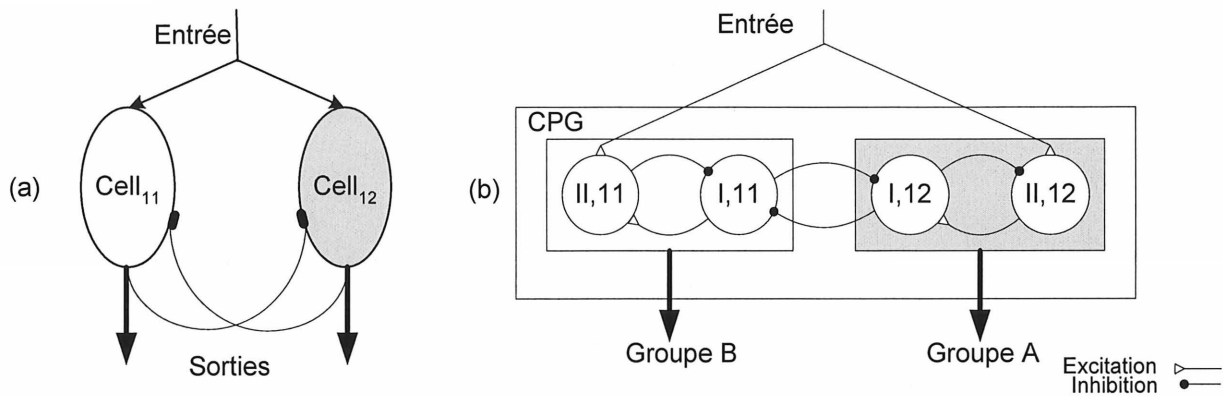 Entrée
(a)
Cell11
Cell12
Sorties
Entrée
(b)
CPG
II,11
I,11
I,12
II,12
Groupe B
Groupe A
Excitation
Inhibition